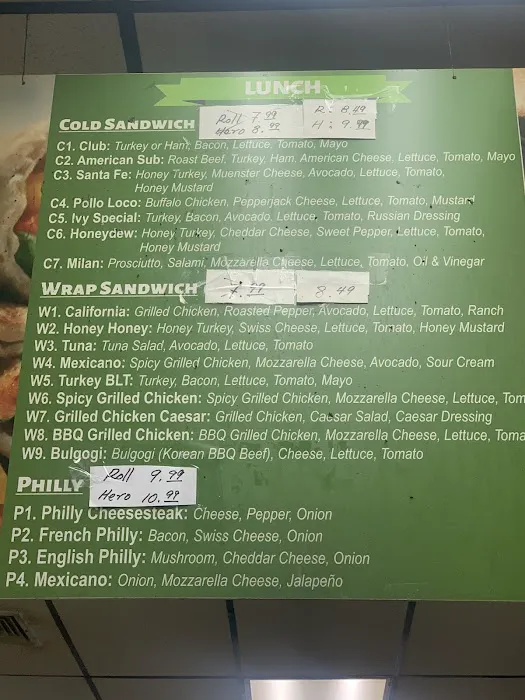 LUNCH
COLD SANDWICH Roll 7.99 R: 8.49
Hero 8.99 H: 9.99
C1. Club: Turkey or Ham, Bacon, Lettuce, Tomato, Mayo
C2. American Sub: Roast Beef, Turkey, Ham, American Cheese, Lettuce, Tomato, Mayo
C3. Santa Fe: Honey Turkey, Muenster Cheese, Avocado, Lettuce, Tomato,
Honey Mustard
C4. Pollo Loco: Buffalo Chicken, Pepperjack Cheese, Lettuce, Tomato, Mustard
C5. Ivy Special: Turkey, Bacon, Avocado, Lettuce, Tomato, Russian Dressing
C6. Honeydew: Honey Turkey, Cheddar Cheese, Sweet Pepper, Lettuce, Tomato,
Honey Mustard
C7. Milan: Prosciutto, Salami, Mozzarella Cheese, Lettuce, Tomato, Oil & Vinegar
WRAP SANDWICH 7.99 8.49
W1. California: Grilled Chicken, Roasted Pepper, Avocado, Lettuce, Tomato, Ranch
W2. Honey Honey: Honey Turkey, Swiss Cheese, Lettuce, Tomato, Honey Mustard
W3. Tuna: Tuna Salad, Avocado, Lettuce, Tomato
W4. Mexicano: Spicy Grilled Chicken, Mozzarella Cheese, Avocado, Sour Cream
W5. Turkey BLT: Turkey, Bacon, Lettuce, Tomato, Mayo
W6. Spicy Grilled Chicken: Spicy Grilled Chicken, Mozzarella Cheese, Lettuce, Tom
W7. Grilled Chicken Caesar: Grilled Chicken, Caesar Salad, Caesar Dressing
W8. BBQ Grilled Chicken: BBQ Grilled Chicken, Mozzarella Cheese, Lettuce, Toma
W9. Bulgogi: Bulgogi (Korean BBQ Beef), Cheese, Lettuce, Tomato
PHILLY Roll 9.99
Hero 10.99
P1. Philly Cheesesteak: Cheese, Pepper, Onion
P2. French Philly: Bacon, Swiss Cheese, Onion
P3. English Philly: Mushroom, Cheddar Cheese, Onion
P4. Mexicano: Onion, Mozzarella Cheese, Jalapeño